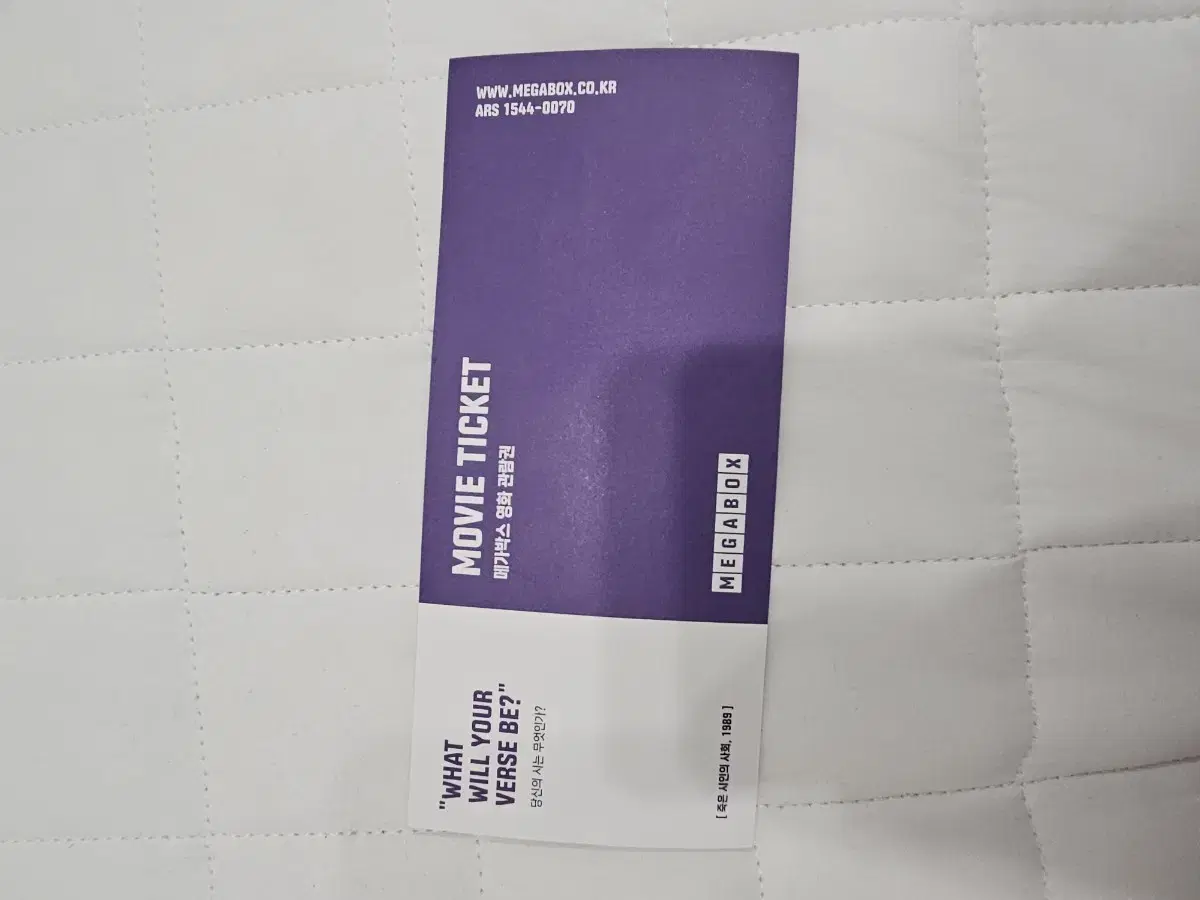 WWW.MEGABOX.CO.KR
ARS 1544-0070
MOVIE TICKET
메가박스 영화 관람권
MEGABOX
"WHAT
WILL YOUR
VERSE BE?"
당신의 시는 무엇인가?
[ 죽은 시인의 사회, 1989 ]